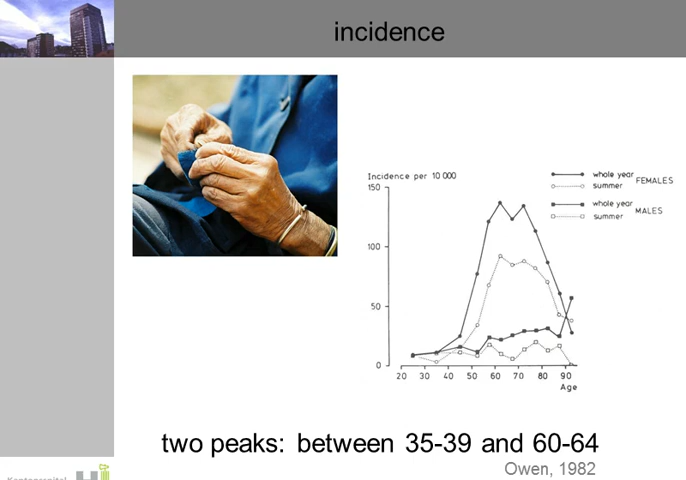 incidence
Incidence per 10 000
whole year
summer
FEMALES
whole year
summer
MALES
150
100
50
0
20 30 40 50 60 70 80 90
Age
two peaks: between 35-39 and 60-64
Owen, 1982